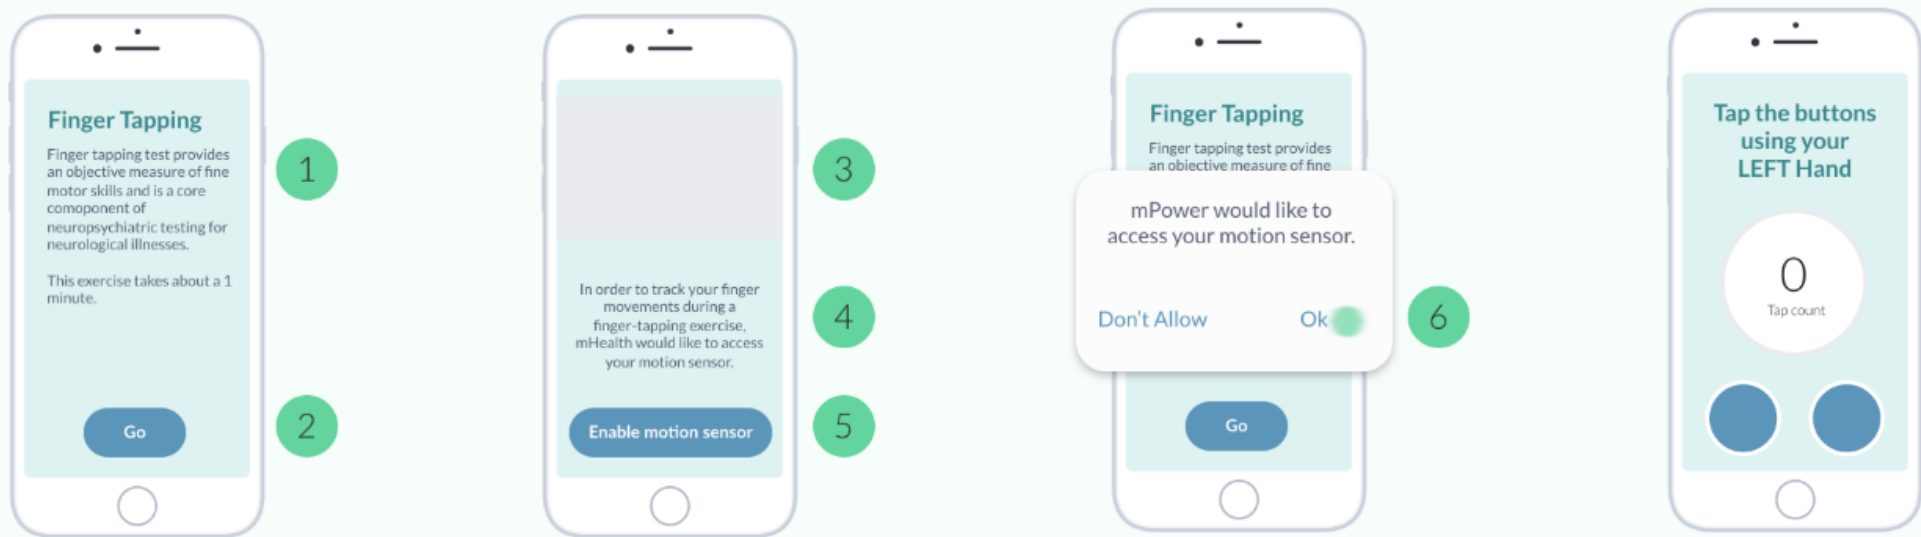 Finger Tapping
Finger tapping test provides
an objective measure of fine
motor skills and is a core
comoponent of
neuropsychiatric testing for
neurological illnesses.
This exercise takes about a 1
minute.
Go
1
2
In order to track your finger
movements during a
finger-tapping exercise,
mHealth would like to access
your motion sensor.
Enable motion sensor
3
4
5
Finger Tapping
Finger tapping test provides
an objective measure of fine
mPower would like to
access your motion sensor.
Don't Allow
Ok
Go
6
Tap the buttons
using your
LEFT Hand
0
Tap count